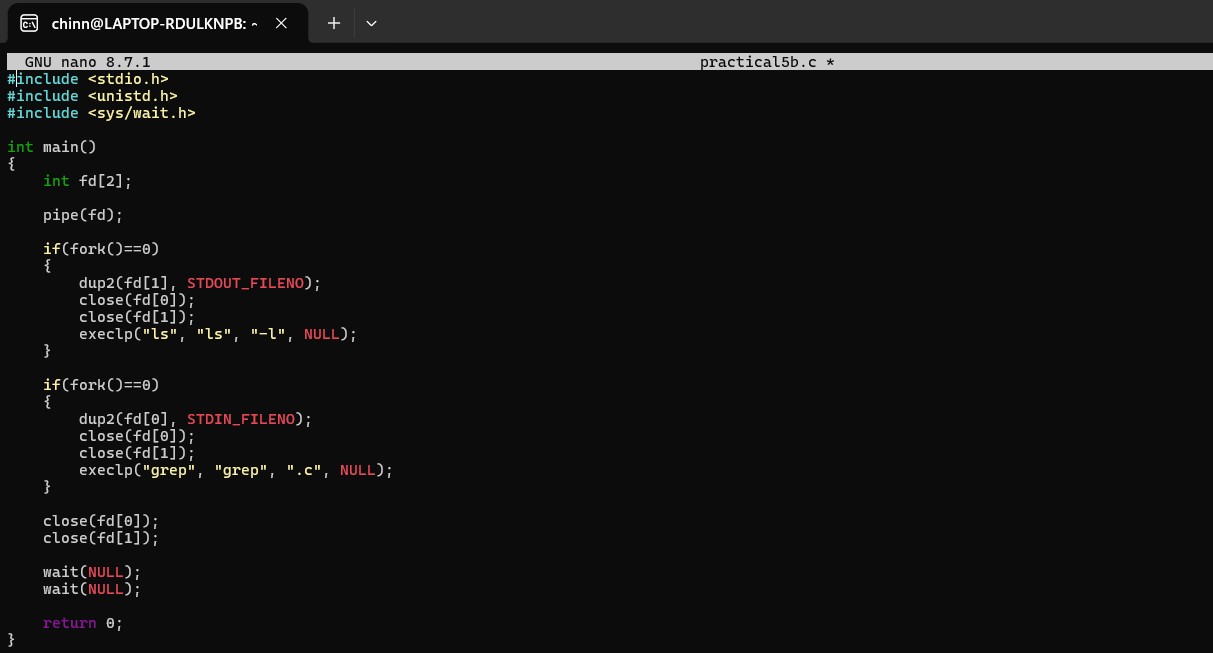 chinn@LAPTOP-RDULKNPB: ~
GNU nano 8.7.1 practical5b.c *
#include <stdio.h>
#include <unistd.h>
#include <sys/wait.h>

int main()
{
    int fd[2];

    pipe(fd);

    if(fork()==0)
    {
        dup2(fd[1], STDOUT_FILENO);
        close(fd[0]);
        close(fd[1]);
        execlp("ls", "ls", "-l", NULL);
    }

    if(fork()==0)
    {
        dup2(fd[0], STDIN_FILENO);
        close(fd[0]);
        close(fd[1]);
        execlp("grep", "grep", ".c", NULL);
    }

    close(fd[0]);
    close(fd[1]);

    wait(NULL);
    wait(NULL);

    return 0;
}